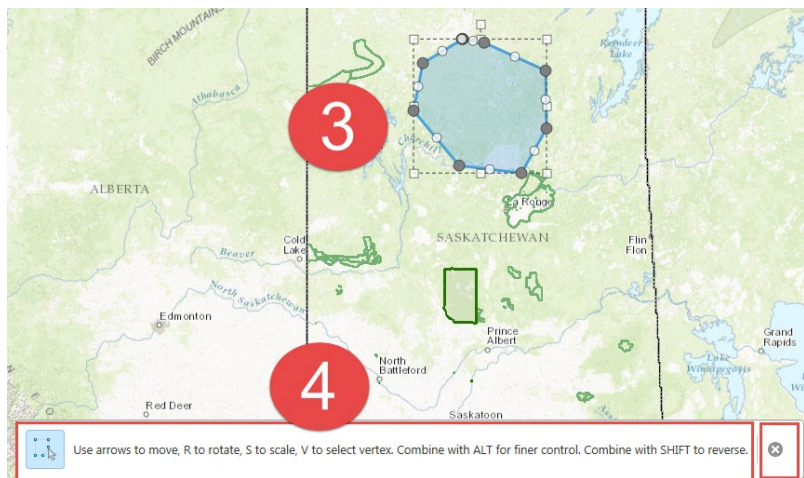 BIRCH MOUNTAINS
Reindeer
Lake
Athabasca
3
Churchill
ALBERTA
La Ronge
SASKATCHEWAN
Cold
Lake
Flin
Flon
Beaver
North Saskatchewan
Edmonton
Prince
Albert
Grand
Rapids
4
North
Battleford
Lake
Winnipegosis
Red Deer
Saskatoon
Use arrows to move, R to rotate, S to scale, V to select vertex. Combine with ALT for finer control. Combine with SHIFT to reverse.